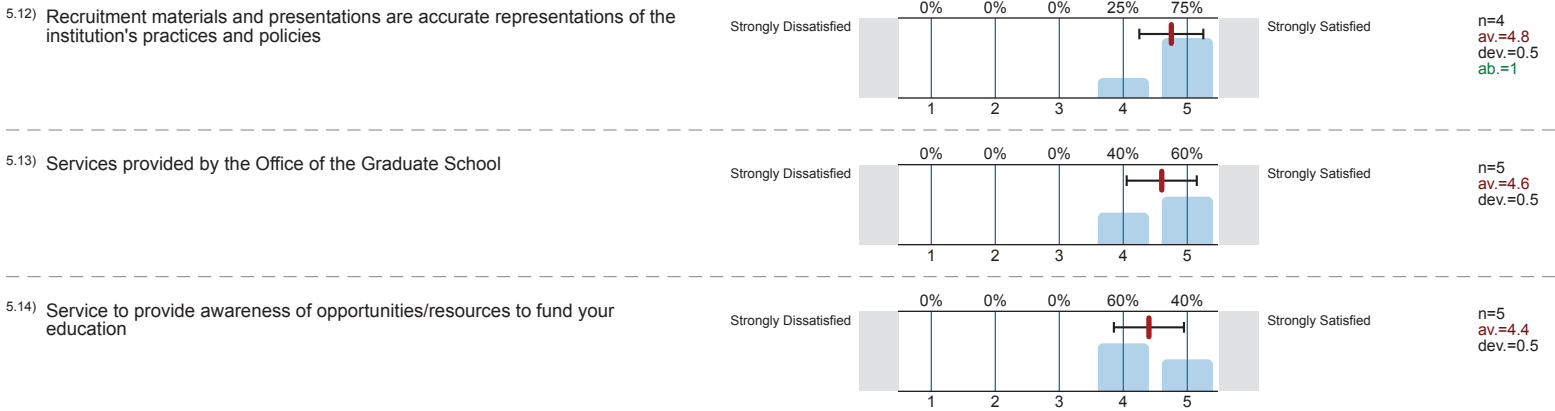 5.12) Recruitment materials and presentations are accurate representations of the
institution's practices and policies
Strongly Dissatisfied
0% 0% 0% 25% 75%
1 2 3 4 5
Strongly Satisfied
n=4
av.=4.8
dev.=0.5
ab.=1
5.13) Services provided by the Office of the Graduate School
Strongly Dissatisfied
0% 0% 0% 40% 60%
1 2 3 4 5
Strongly Satisfied
n=5
av.=4.6
dev.=0.5
5.14) Service to provide awareness of opportunities/resources to fund your
education
Strongly Dissatisfied
0% 0% 0% 60% 40%
1 2 3 4 5
Strongly Satisfied
n=5
av.=4.4
dev.=0.5